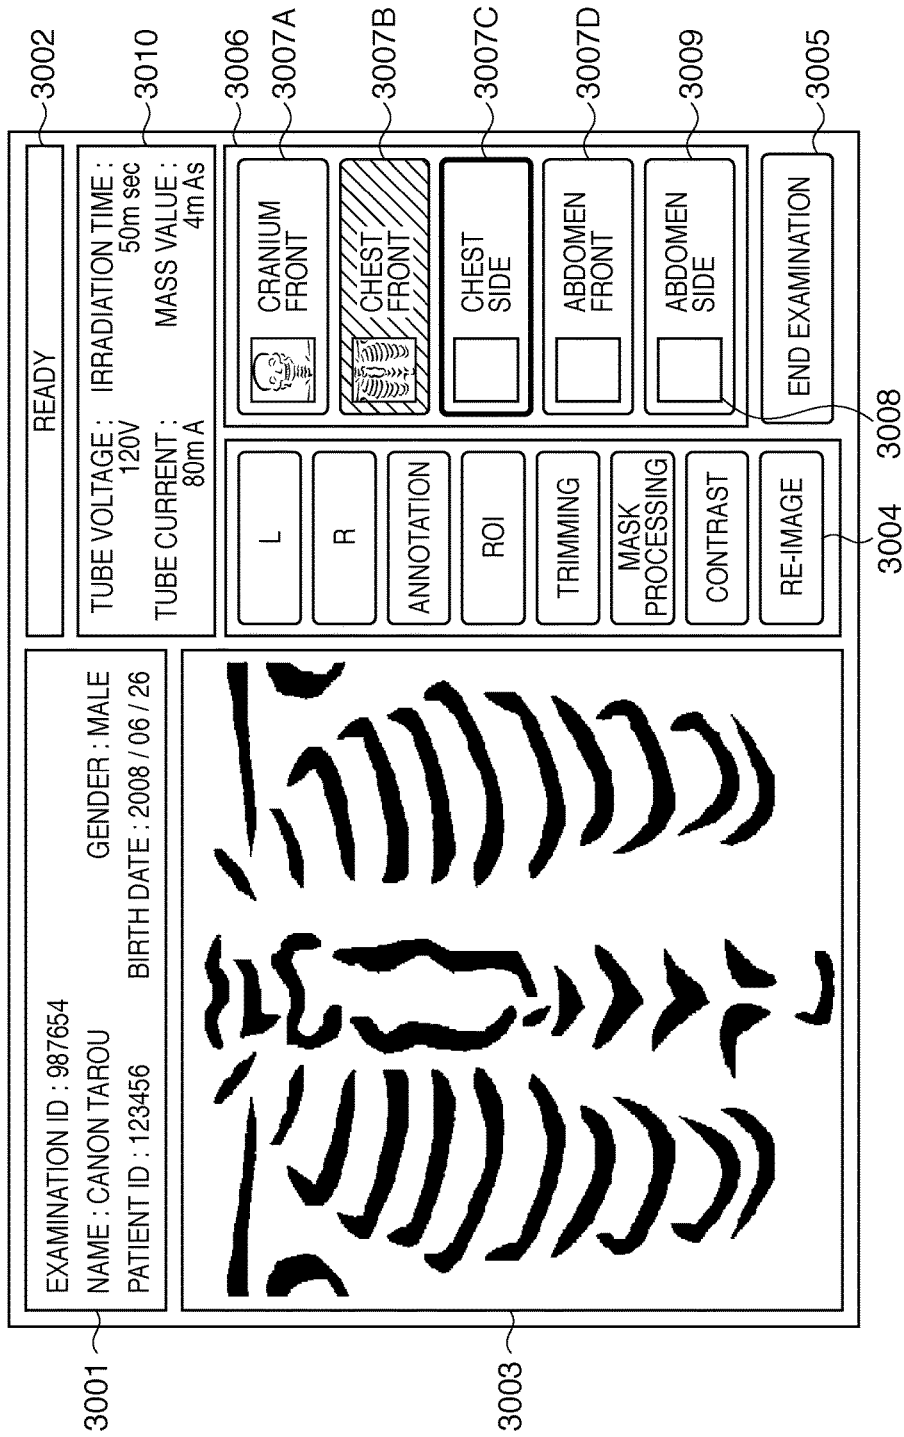 EXAMINATION ID : 987654
NAME : CANON TAROU
GENDER : MALE
PATIENT ID : 123456
BIRTH DATE : 2008 / 06 / 26
3001
READY
3002
TUBE VOLTAGE :
120V
IRRADIATION TIME :
50m sec
TUBE CURRENT :
80m A
MASS VALUE :
4m As
3010
3003
L
R
ANNOTATION
ROI
TRIMMING
MASK
PROCESSING
CONTRAST
RE-IMAGE
3004
3006
CRANIUM
FRONT
3007A
CHEST
FRONT
3007B
CHEST
SIDE
3007C
ABDOMEN
FRONT
3007D
ABDOMEN
SIDE
3009
3008
END EXAMINATION
3005